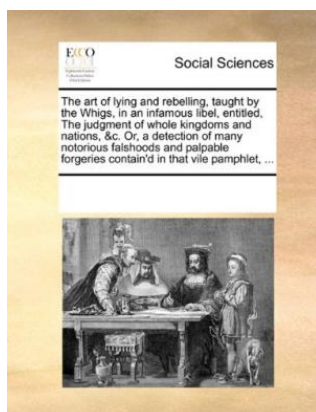 ECCO
Social Sciences
The art of lying and rebelling, taught by
the Whigs, in an infamous libel, entitled,
The judgment of whole kingdoms and
nations, &c. Or, a detection of many
notorious falshoods and palpable
forgeries contain'd in that vile pamphlet, ...